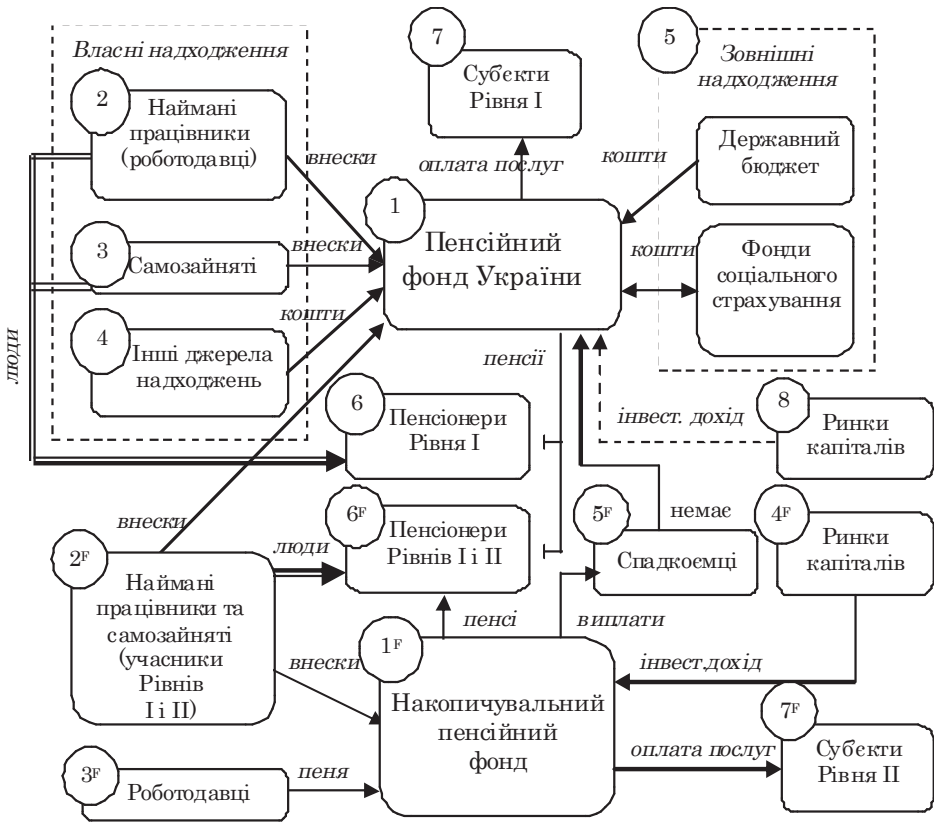 Власні надходження
2
Наймані
працівники
(роботодавці)
3
Самозайняті
4
Інші джерела
надходжень
люди
внески
внески
кошти
7
Суб'єкти
Рівня I
оплата послуг
1
Пенсійний
фонд України
5
Зовнішні
надходження
Державний
бюджет
кошти
кошти
Фонди
соціального
страхування
пенсії
6
Пенсіонери
Рівня I
інвест. дохід
8
Ринки
капіталів
внески
6F
Пенсіонери
Рівнів I і II
люди
5F
Спадкоємці
немає
4F
Ринки
капіталів
2F
Наймані
працівники та
самозайняті
(учасники
Рівнів
I і II)
пенсі
виплати
внески
1F
Накопичувальний
пенсійний
фонд
інвест.дохід
оплата послуг
7F
Суб'єкти
Рівня II
3F
Роботодавці
пеня